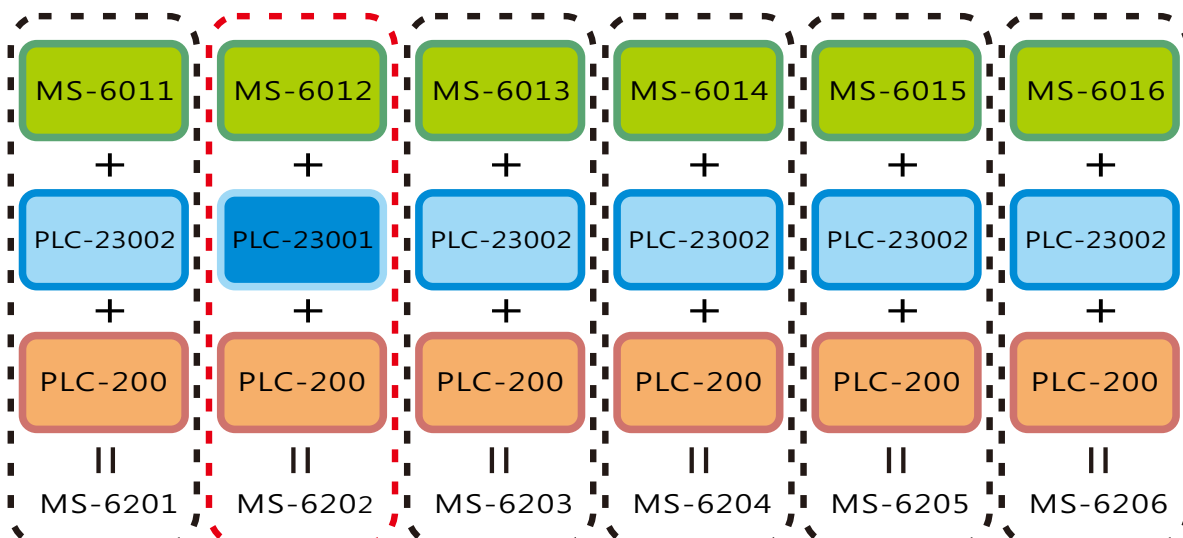 MS-6011 MS-6012 MS-6013 MS-6014 MS-6015 MS-6016
+ + + + + +
PLC-23002 PLC-23001 PLC-23002 PLC-23002 PLC-23002 PLC-23002
+ + + + + +
PLC-200 PLC-200 PLC-200 PLC-200 PLC-200 PLC-200
= = = = = =
MS-6201 MS-6202 MS-6203 MS-6204 MS-6205 MS-6206